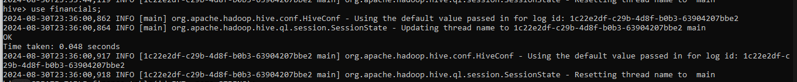 hive> use financials;
2024-08-30T23:36:00,862 INFO [main] org.apache.hadoop.hive.conf.HiveConf - Using the default value passed in for log id: 1c22e2df-c29b-4d8f-b0b3-63904207bbe2
2024-08-30T23:36:00,864 INFO [main] org.apache.hadoop.hive.ql.session.SessionState - Updating thread name to 1c22e2df-c29b-4d8f-b0b3-63904207bbe2 main
OK
Time taken: 0.048 seconds
2024-08-30T23:36:00,917 INFO [1c22e2df-c29b-4d8f-b0b3-63904207bbe2 main] org.apache.hadoop.hive.conf.HiveConf - Using the default value passed in for log id: 1c22e2df-c
29b-4d8f-b0b3-63904207bbe2
2024-08-30T23:36:00,918 INFO [1c22e2df-c29b-4d8f-b0b3-63904207bbe2 main] org.apache.hadoop.hive.ql.session.SessionState - Resetting thread name to  main